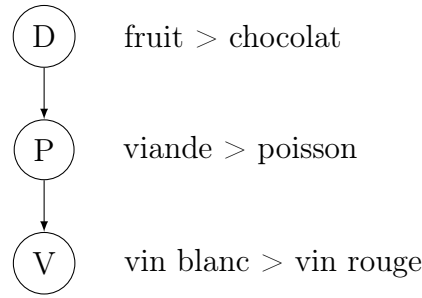 D fruit > chocolat
P viande > poisson
V vin blanc > vin rouge